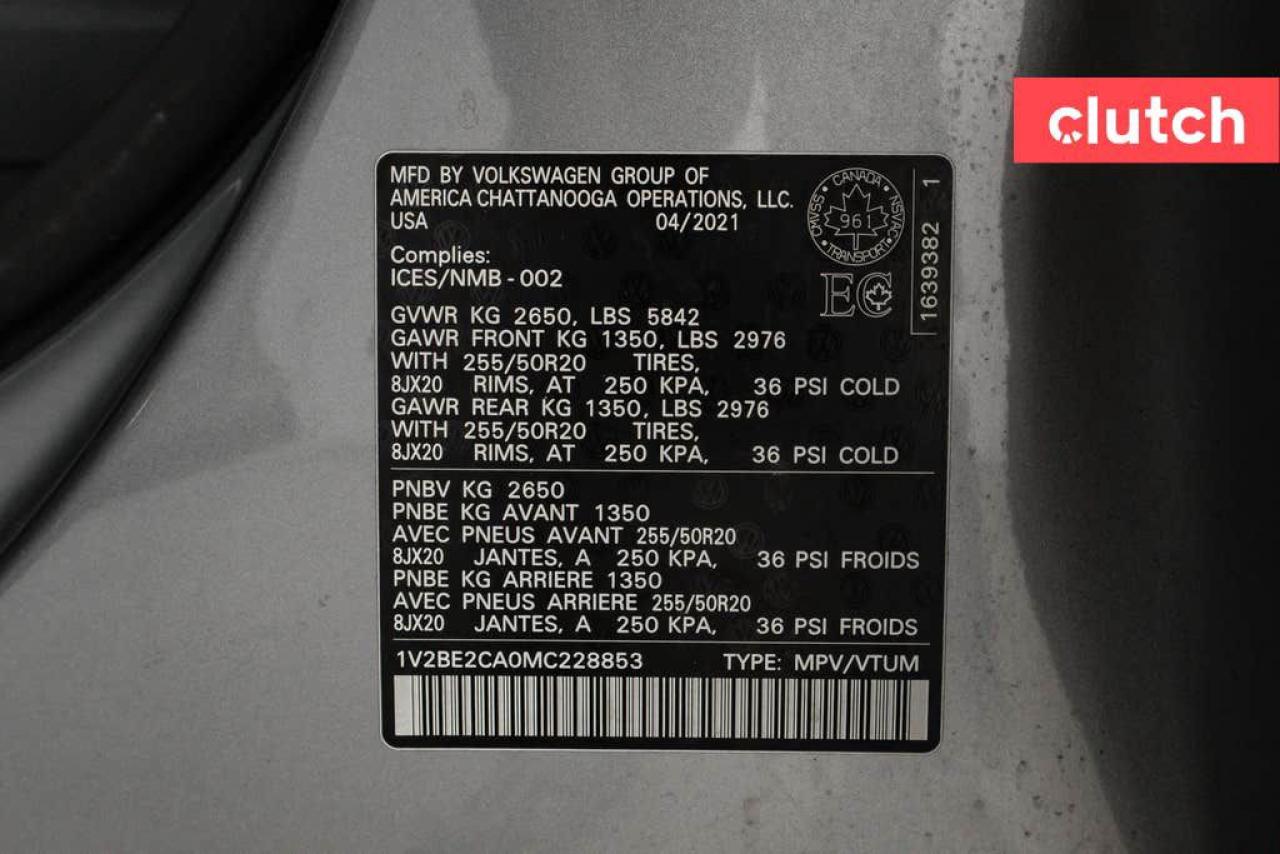 clutch
MFD BY VOLKSWAGEN GROUP OF
AMERICA CHATTANOOGA OPERATIONS, LLC.
USA 04/2021
Complies:
ICES/NMB-002
CANADA
CMVSS 961 NSVAC
TRANSPORT
EC
1639382 1
GVWR KG 2650, LBS 5842
GAWR FRONT KG 1350, LBS 2976
WITH 255/50R20 TIRES,
8JX20 RIMS, AT 250 KPA, 36 PSI COLD
GAWR REAR KG 1350, LBS 2976
WITH 255/50R20 TIRES,
8JX20 RIMS, AT 250 KPA, 36 PSI COLD
PNBV KG 2650
PNBE KG AVANT 1350
AVEC PNEUS AVANT 255/50R20
8JX20 JANTES, A 250 KPA, 36 PSI FROIDS
PNBE KG ARRIERE 1350
AVEC PNEUS ARRIERE 255/50R20
8JX20 JANTES, A 250 KPA, 36 PSI FROIDS
1V2BE2CA0MC228853 TYPE: MPV/VTUM